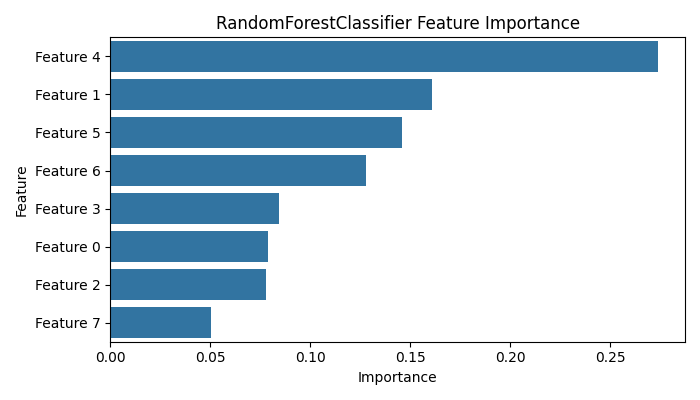 RandomForestClassifier Feature Importance
Feature 4
Feature 1
Feature 5
Feature 6
Feature 3
Feature 0
Feature 2
Feature 7
Feature
0.00 0.05 0.10 0.15 0.20 0.25
Importance